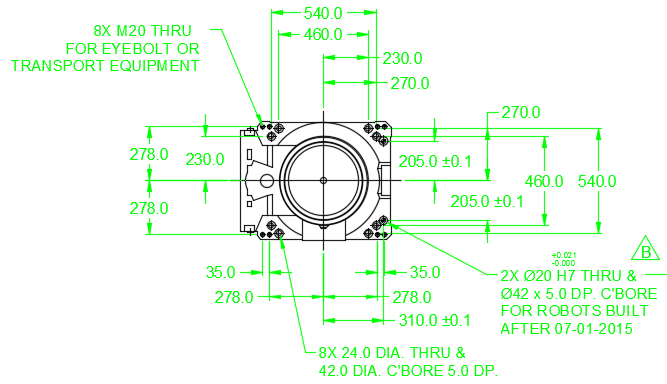 540.0
8X M20 THRU
FOR EYEBOLT OR
TRANSPORT EQUIPMENT
460.0
230.0
270.0
270.0
278.0
230.0
205.0 ±0.1
460.0
540.0
278.0
205.0 ±0.1
+0.021
-0.000
B
35.0
35.0
2X Ø20 H7 THRU &
Ø42 x 5.0 DP. C'BORE
FOR ROBOTS BUILT
AFTER 07-01-2015
278.0
278.0
310.0 ±0.1
8X 24.0 DIA. THRU &
42.0 DIA. C'BORE 5.0 DP.